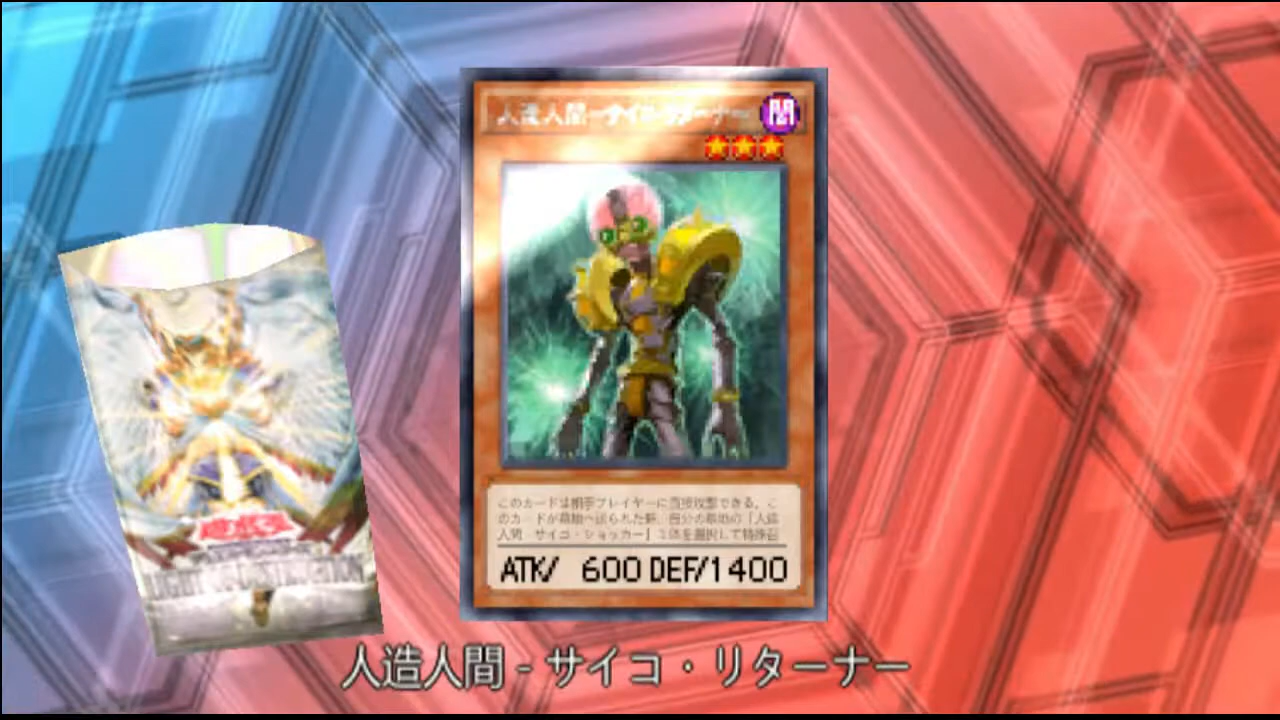 人造人間-サイコ・リターナー
闇
このカードは相手プレイヤーに直接攻撃できる。こ
のカードが墓地へ送られた時、自分の墓地の「人造
人間-サイコ・ショッカー」1体を選択して特殊召
ATK/ 600 DEF/1400
遊戯王
人造人間 - サイコ・リターナー